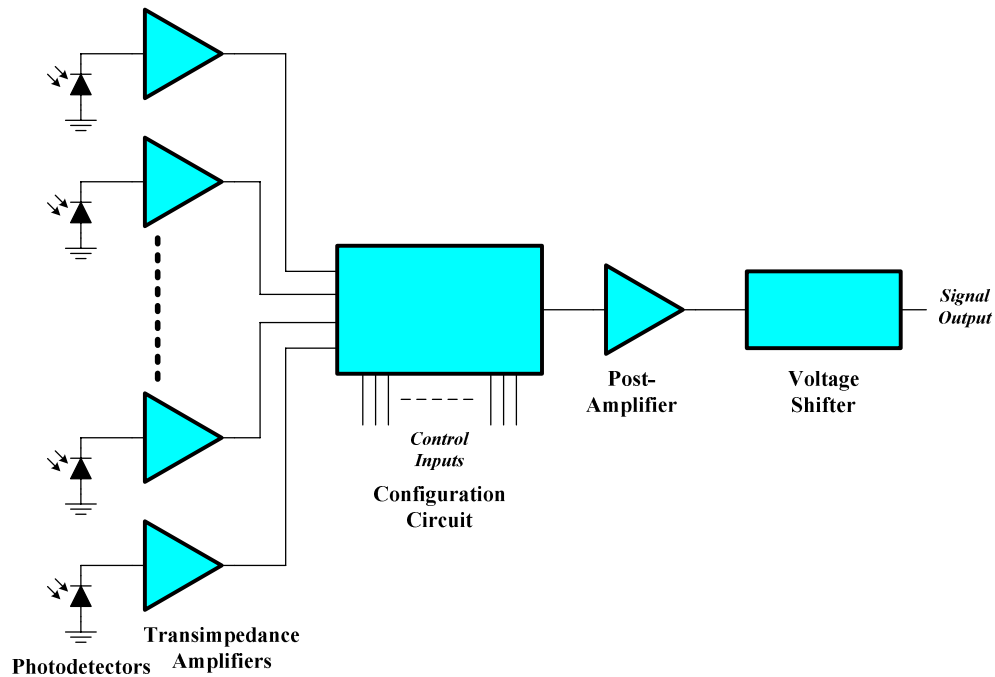 Signal
Output
Post-
Amplifier
Voltage
Shifter
Control
Inputs
Configuration
Circuit
Transimpedance
Amplifiers
Photodetectors